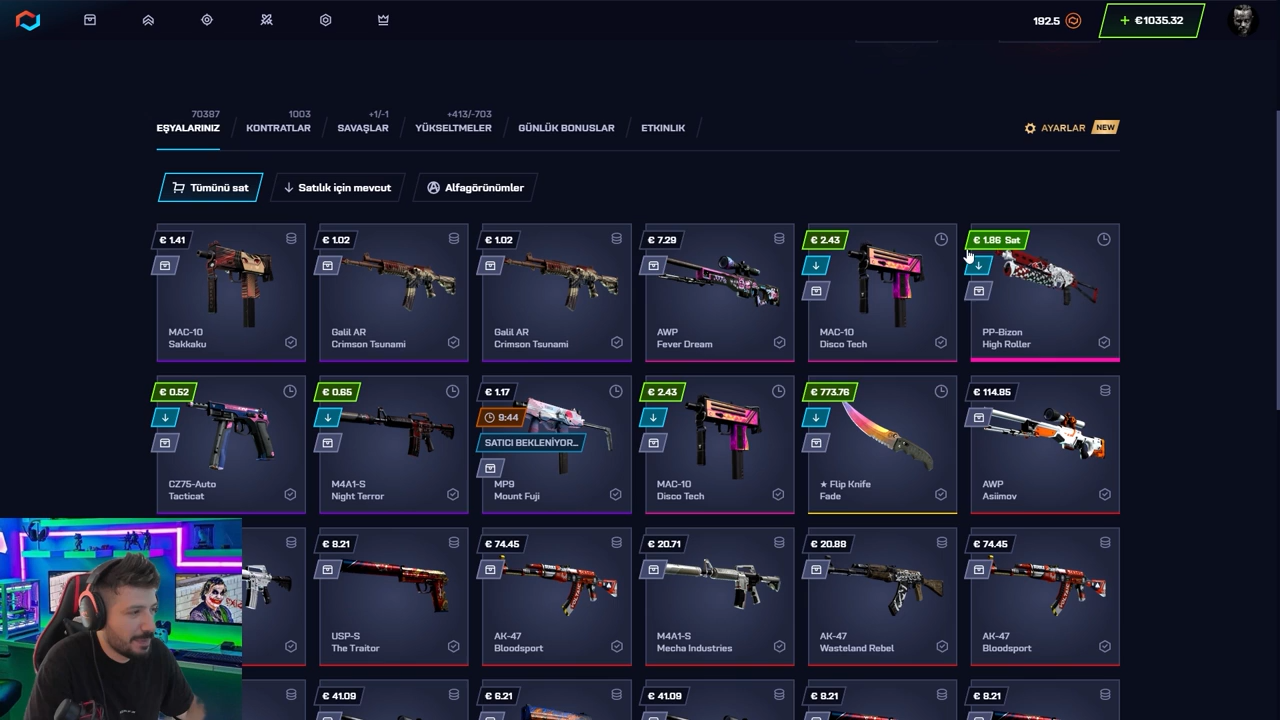 192.5
+ €1035.32
70387
EŞYALARINIZ
1003
KONTRATLAR
+1/-1
SAVAŞLAR
+413/-703
YÜKSELTMELER
GÜNLÜK BONUSLAR
ETKINLIK
AYARLAR NEW
Tümünü sat
Satılık için mevcut
Alfagörünümler
€ 1.41
MAC-10
Sakkaku
€ 1.02
Galil AR
Crimson Tsunami
€ 1.02
Galil AR
Crimson Tsunami
€ 7.29
AWP
Fever Dream
€ 2.43
MAC-10
Disco Tech
€ 1.86 Sat
PP-Bizon
High Roller
€ 0.52
CZ75-Auto
Tacticat
€ 0.65
M4A1-S
Night Terror
€ 1.17
9:44
SATICI BEKLENİYOR...
MP9
Mount Fuji
€ 2.43
MAC-10
Disco Tech
€ 773.76
★ Flip Knife
Fade
€ 114.85
AWP
Asiimov
€ 8.21
USP-S
The Traitor
€ 74.45
AK-47
Bloodsport
€ 20.71
M4A1-S
Mecha Industries
€ 20.88
AK-47
Wasteland Rebel
€ 74.45
AK-47
Bloodsport
€ 41.09
€ 6.21
€ 41.09
€ 8.21
€ 8.21